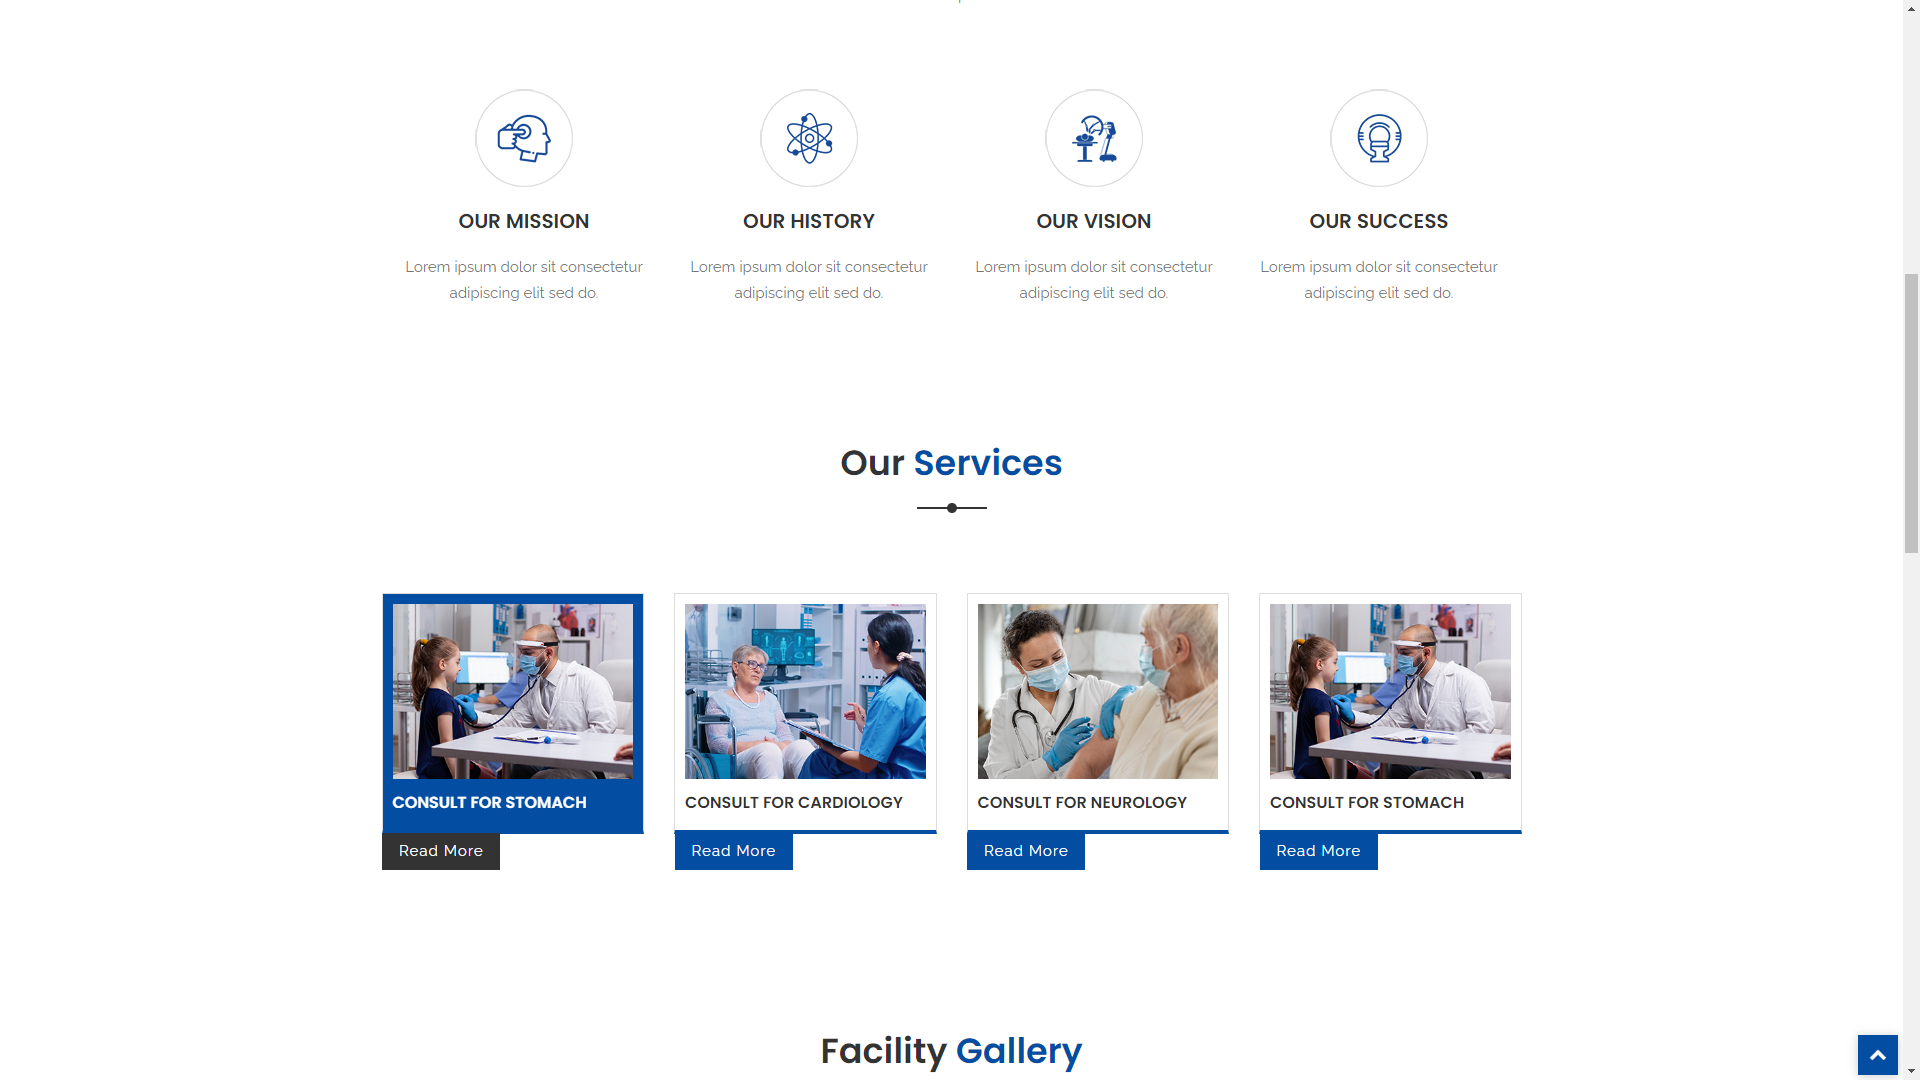 OUR MISSION
Lorem ipsum dolor sit consectetur
adipiscing elit sed do.
OUR HISTORY
Lorem ipsum dolor sit consectetur
adipiscing elit sed do.
OUR VISION
Lorem ipsum dolor sit consectetur
adipiscing elit sed do.
OUR SUCCESS
Lorem ipsum dolor sit consectetur
adipiscing elit sed do.
Our Services
CONSULT FOR STOMACH
Read More
CONSULT FOR CARDIOLOGY
Read More
CONSULT FOR NEUROLOGY
Read More
CONSULT FOR STOMACH
Read More
Facility Gallery